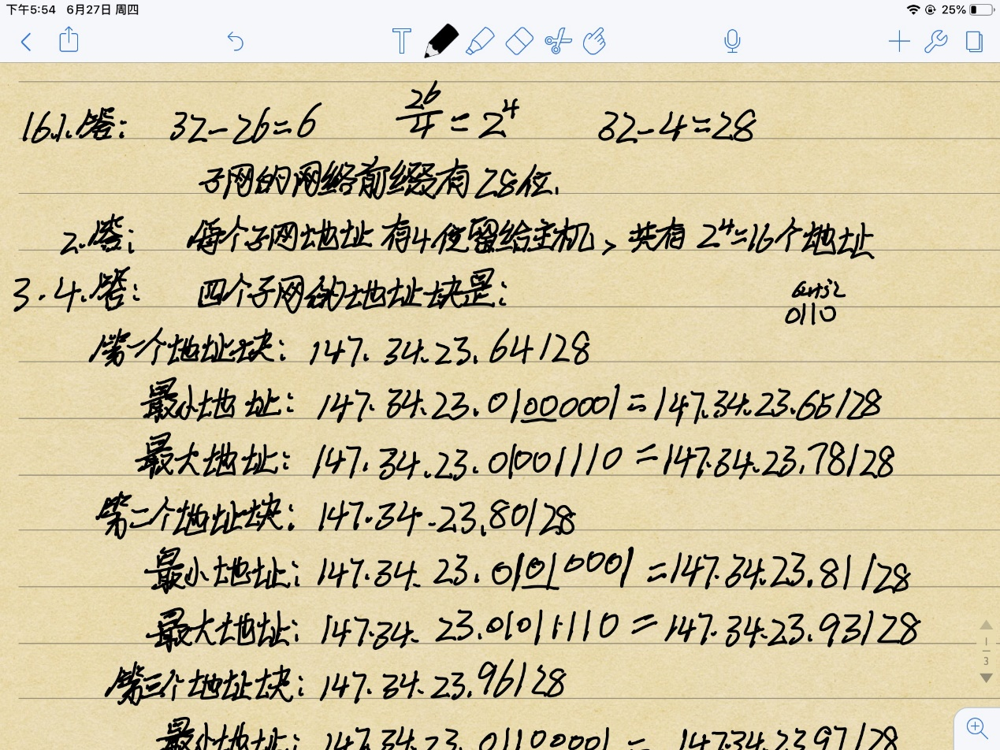 下午5:54 6月27日 周四 25%
T
16.1.答: 32-26=6 26/4=2^4 32-4=28
子网的网络前缀有28位.
2.答: 每个子网地址有4位留给主机, 共有2^4=16个地址
3.4.答: 四个子网的地址块是:
0110
第一个地址块: 147.34.23.64/28
最小地址: 147.34.23.01000001=147.34.23.65/28
最大地址: 147.34.23.01001110=147.34.23.78/28
第二个地址块: 147.34.23.80/28
最小地址: 147.34.23.01010001=147.34.23.81/28
最大地址: 147.34.23.01011110=147.34.23.93/28
第三个地址块: 147.34.23.96/28
最小地址: 147.34.23.01100001=147.34.23.97/28
1
3